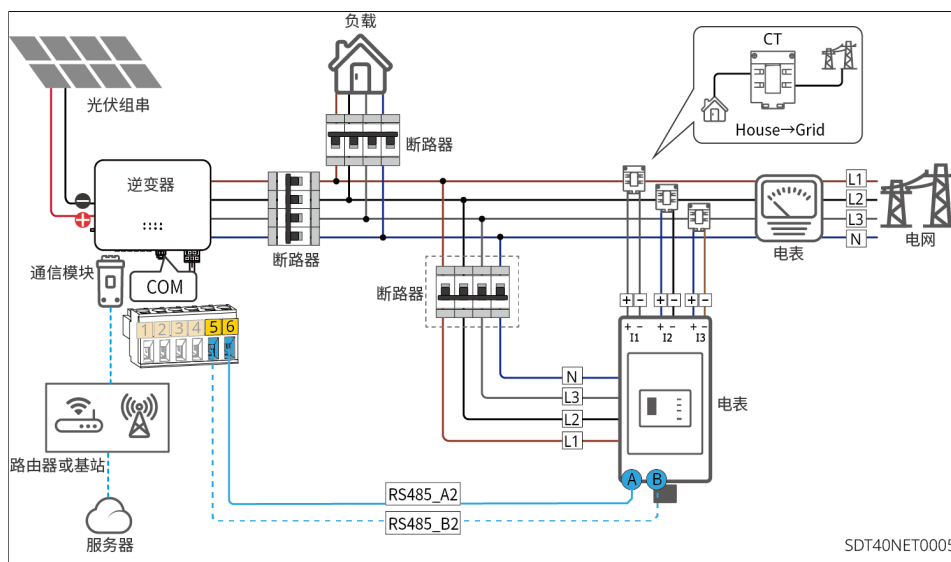 负载
CT
House→Grid
光伏组串
断路器
逆变器
L1
L2
L3
N
电网
电表
断路器
通信模块
COM
断路器
+ − + − + −
+ − + − + −
I1 I2 I3
1 2 3 4 5 6
N
L3
L2
L1
电表
路由器或基站
A B
RS485_A2
RS485_B2
服务器
SDT40NET0005